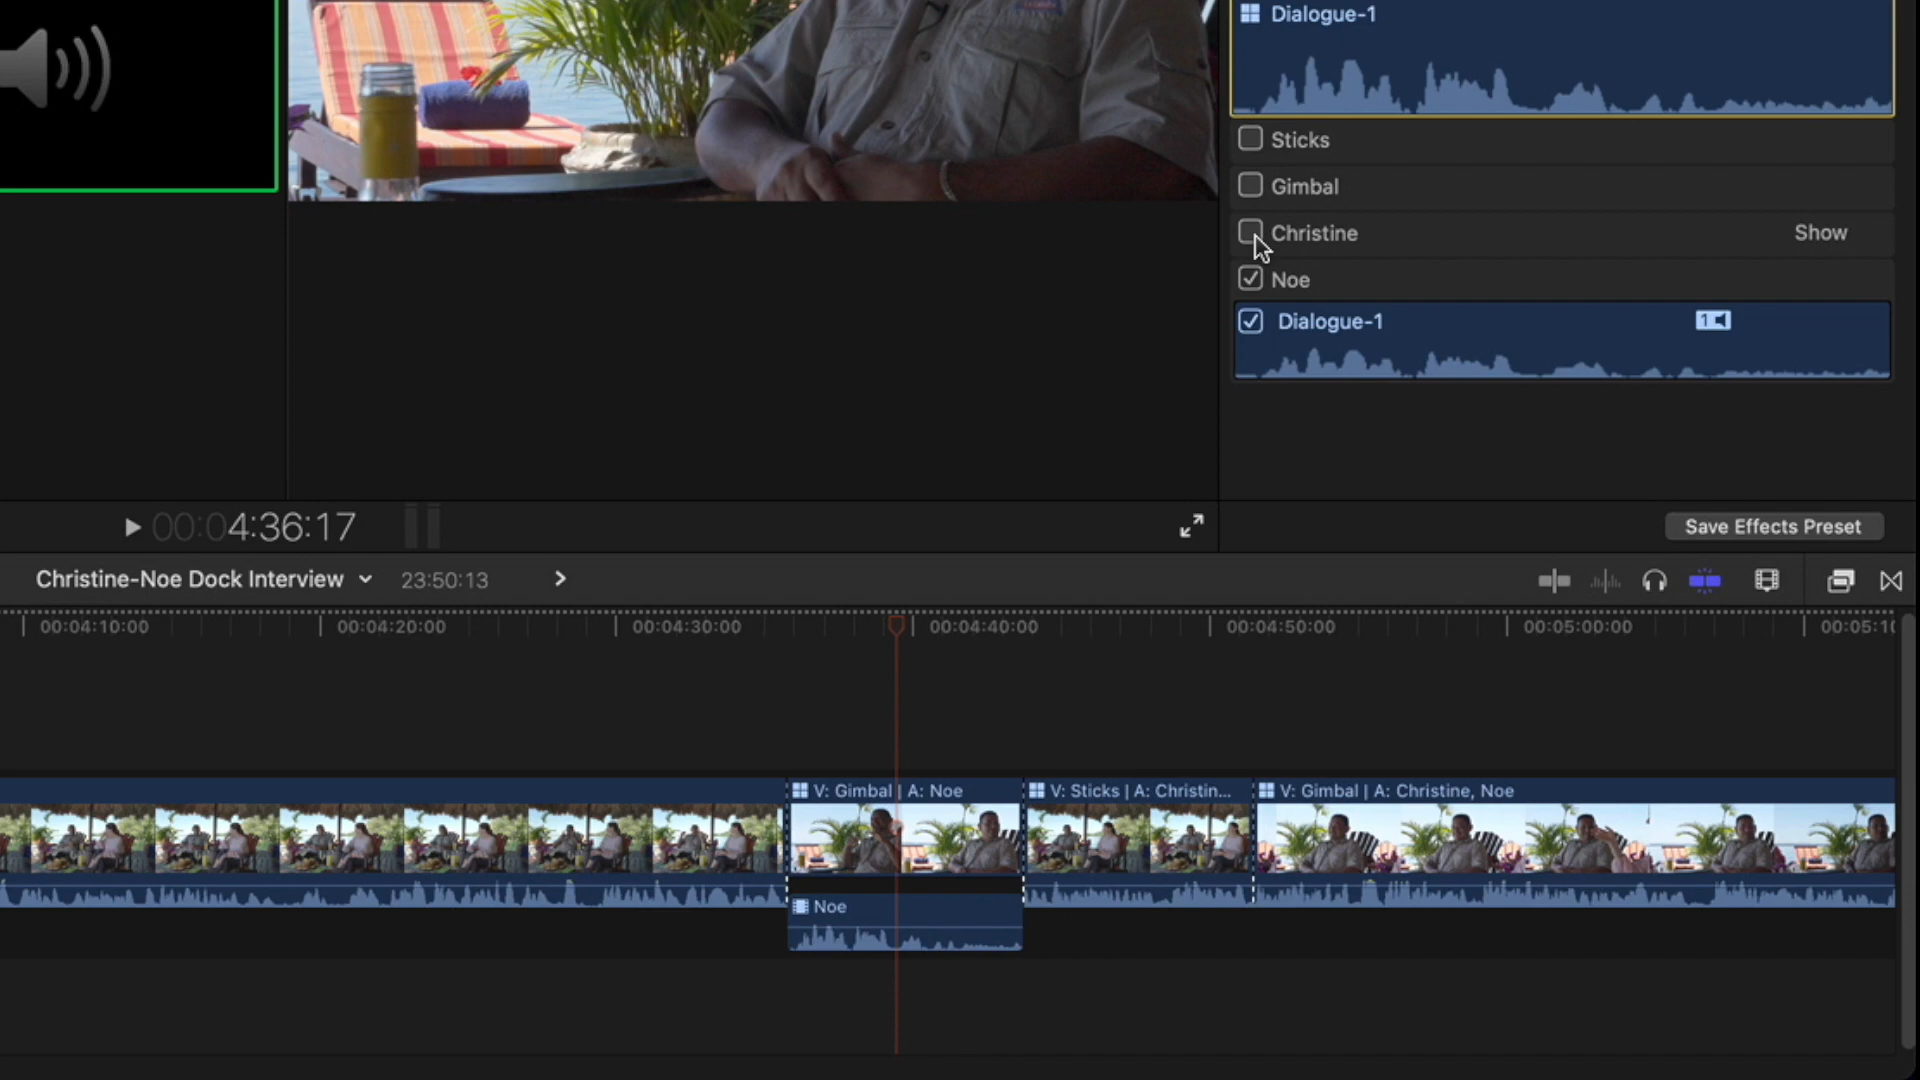 Dialogue-1
Sticks
Gimbal
Christine
Show
Noe
Dialogue-1
1
00:04:36:17
Save Effects Preset
Christine-Noe Dock Interview
23:50:13
00:04:10:00
00:04:20:00
00:04:30:00
00:04:40:00
00:04:50:00
00:05:00:00
00:05:10
V: Gimbal | A: Noe
V: Sticks | A: Christin...
V: Gimbal | A: Christine, Noe
Noe